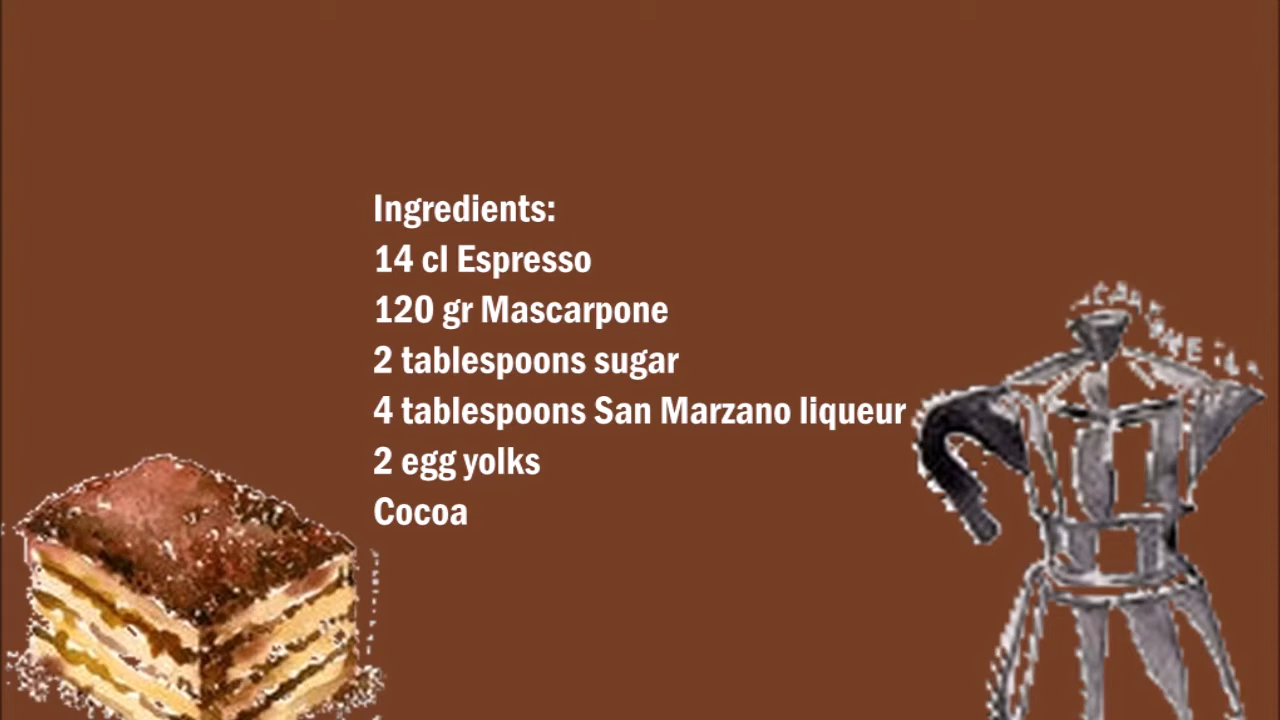 Ingredients:
14 cl Espresso
120 gr Mascarpone
2 tablespoons sugar
4 tablespoons San Marzano liqueur
2 egg yolks
Cocoa